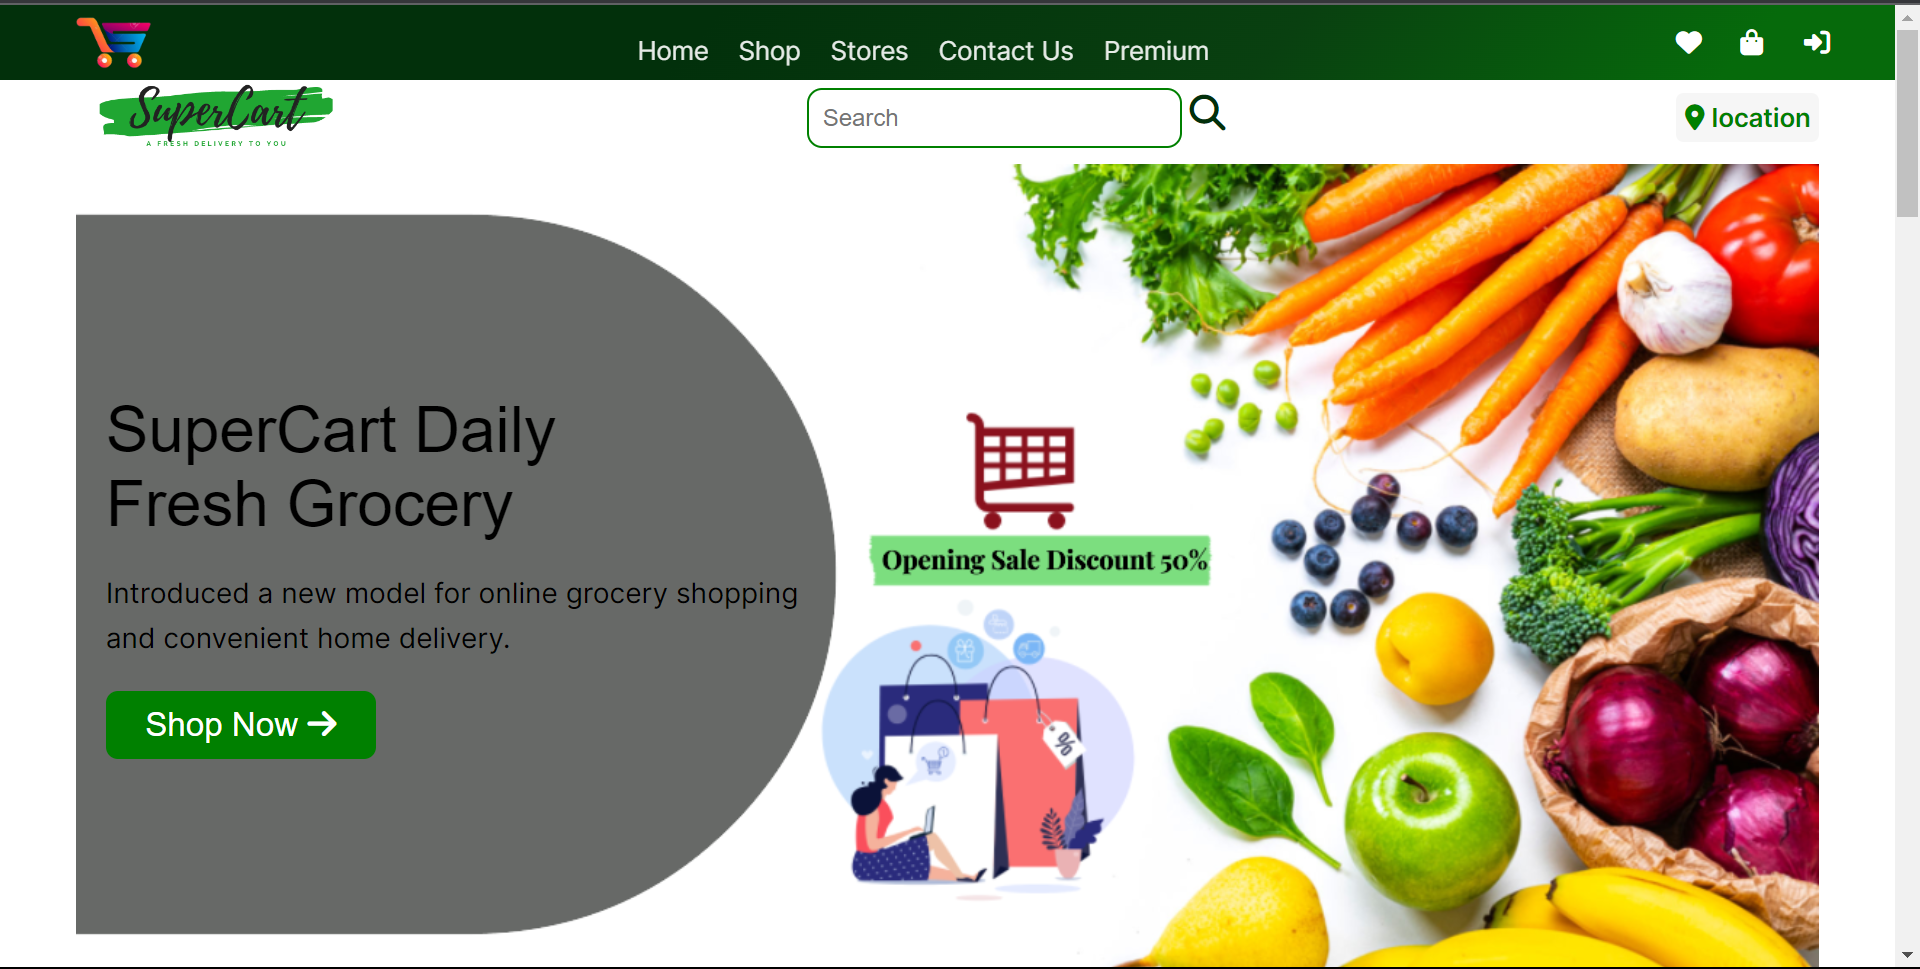 Home Shop Stores Contact Us Premium
SuperCart
A FRESH DELIVERY TO YOU
Search
location
SuperCart Daily
Fresh Grocery
Introduced a new model for online grocery shopping
and convenient home delivery.
Shop Now
Opening Sale Discount 50%
%